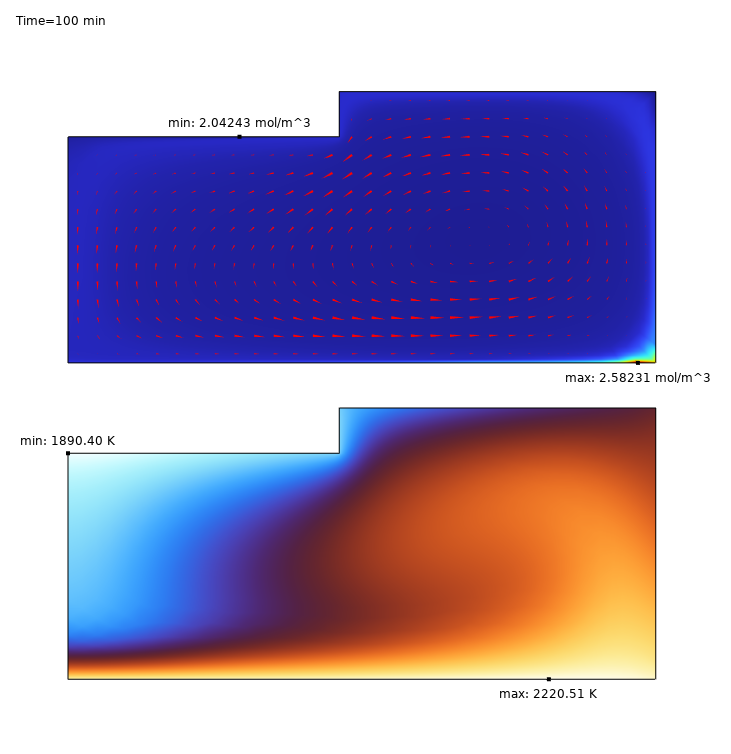 Time=100 min
min: 2.04243 mol/m^3
max: 2.58231 mol/m^3
min: 1890.40 K
max: 2220.51 K